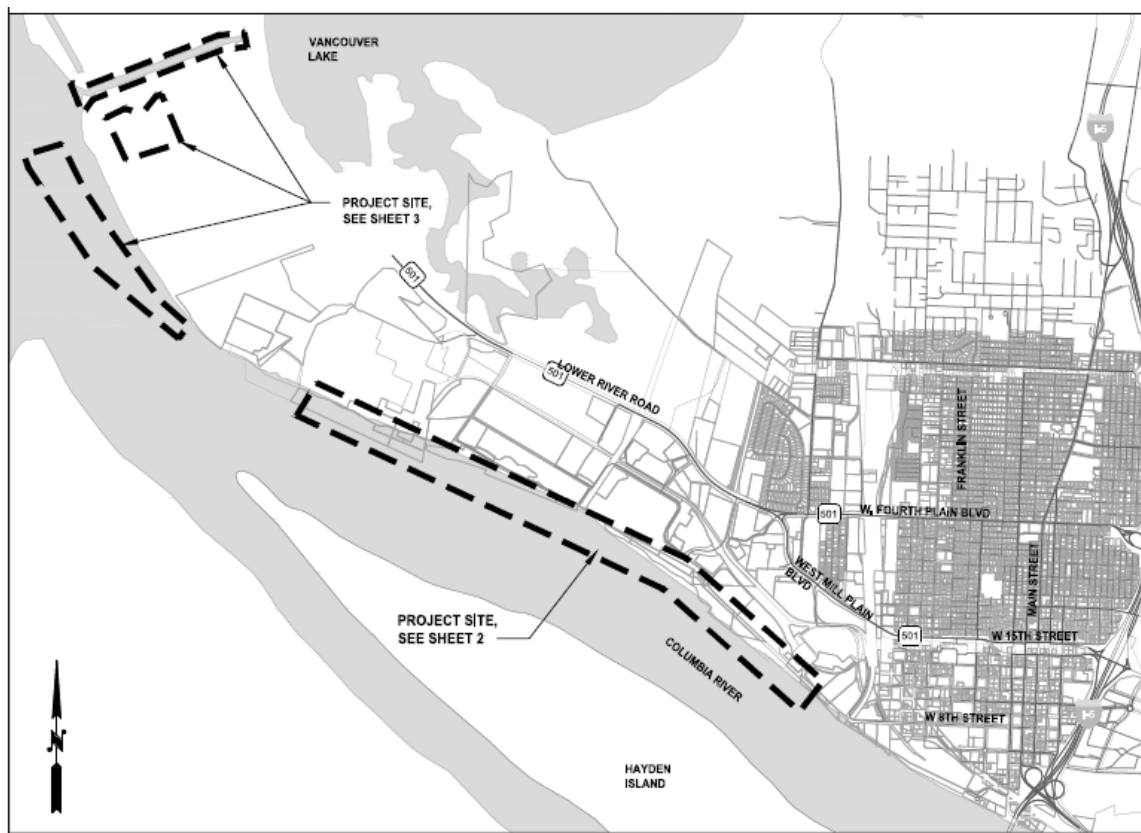 VANCOUVER
LAKE
I-5
PROJECT SITE,
SEE SHEET 3
501
LOWER RIVER ROAD
501
FRANKLIN STREET
501
W. FOURTH PLAIN BLVD
WEST MILL PLAIN
BLVD
MAIN STREET
PROJECT SITE,
SEE SHEET 2
501
W 15TH STREET
COLUMBIA RIVER
W 8TH STREET
I-5
N
HAYDEN
ISLAND